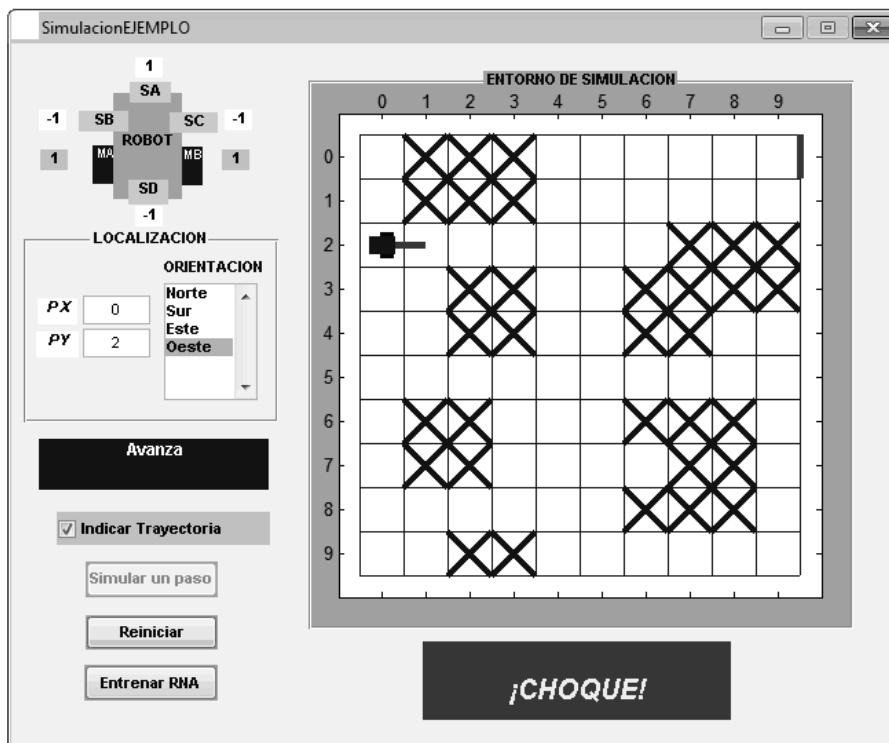 SimulacionEJEMPLO
1
SA
-1 SB SC -1
ROBOT
1 MA MB 1
SD
-1
LOCALIZACION
ORIENTACION
PX 0
PY 2
Norte
Sur
Este
Oeste
Avanza
Indicar Trayectoria
Simular un paso
Reiniciar
Entrenar RNA
ENTORNO DE SIMULACION
0 1 2 3 4 5 6 7 8 9
0
1
2
3
4
5
6
7
8
9
¡CHOQUE!